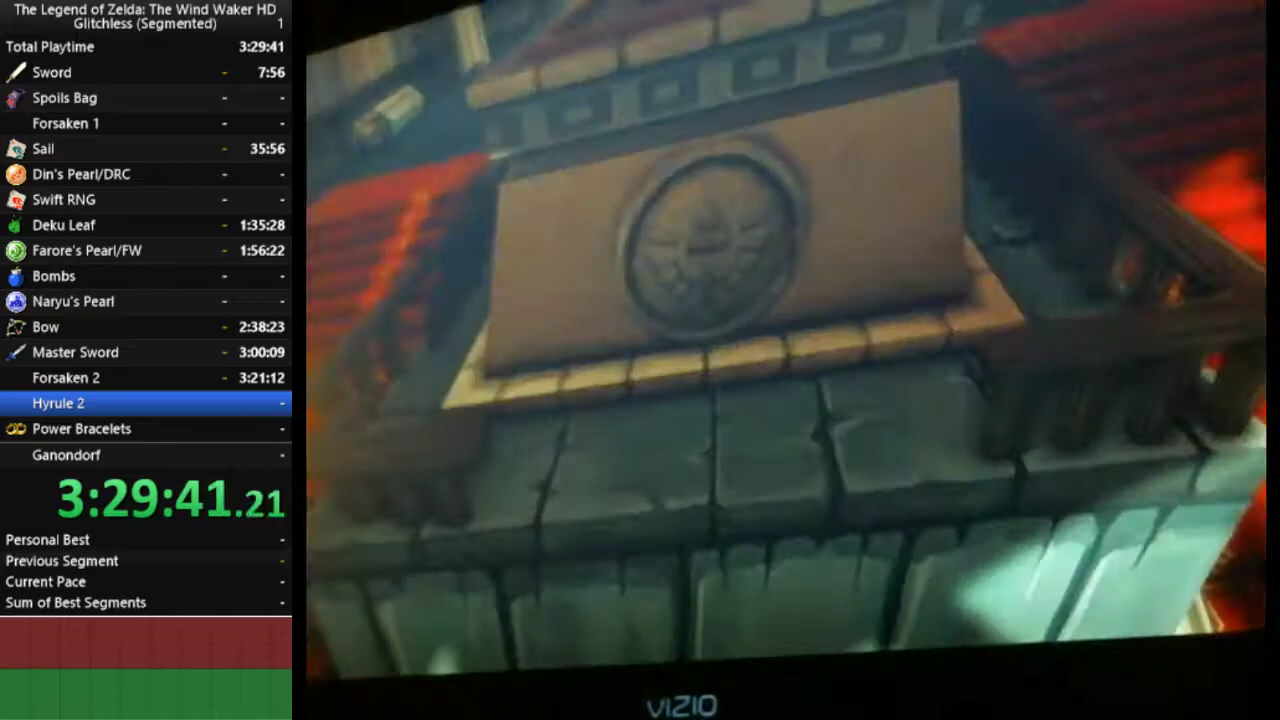 The Legend of Zelda: The Wind Waker HD
Glitchless (Segmented) 1
Total Playtime 3:29:41
Sword - 7:56
Spoils Bag - -
Forsaken 1 - -
Sail - 35:56
Din's Pearl/DRC - -
Swift RNG - -
Deku Leaf - 1:35:28
Farore's Pearl/FW - 1:56:22
Bombs - -
Naryu's Pearl - -
Bow - 2:38:23
Master Sword - 3:00:09
Forsaken 2 - 3:21:12
Hyrule 2 -
Power Bracelets -
Ganondorf -
3:29:41.21
Personal Best -
Previous Segment -
Current Pace -
Sum of Best Segments -
VIZIO